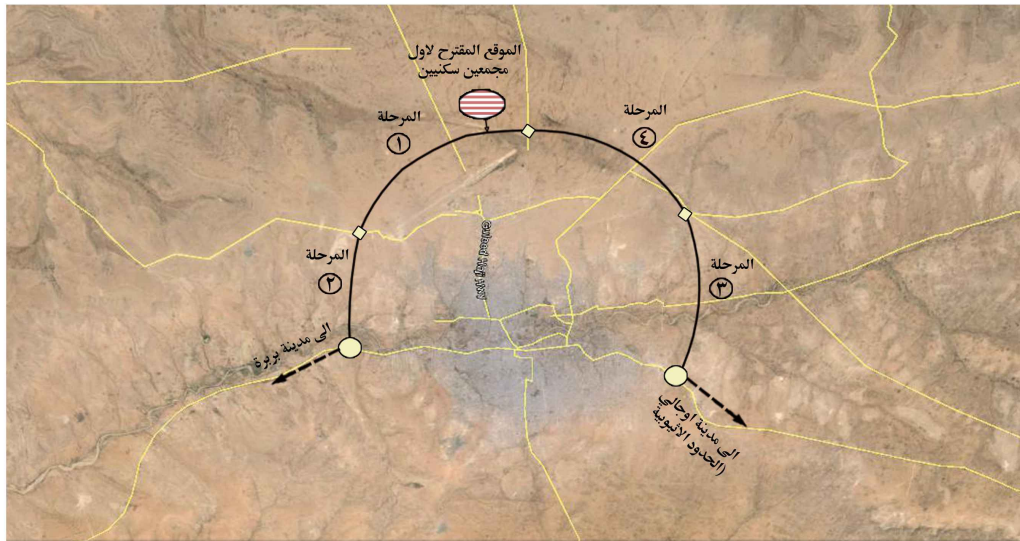 الموقع المقترح لاول
مجمعين سكنيين
المرحلة
١
المرحلة
٤
المرحلة
٢
المرحلة
٣
الى مدينة بربرة
الى مدينة اوجالي
(الحدود الاثيوبية